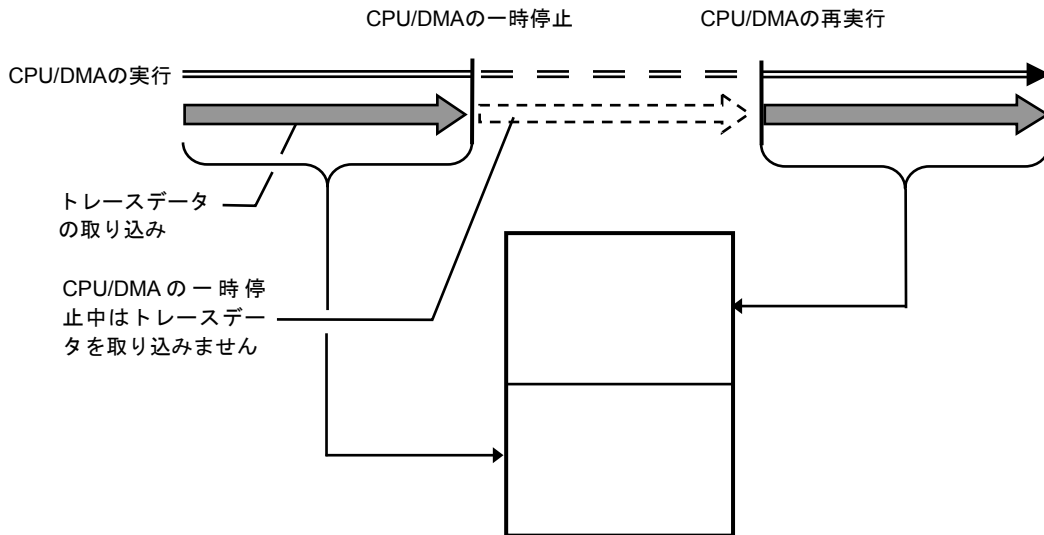 CPU/DMAの一時停止
CPU/DMAの再実行
CPU/DMAの実行
トレースデータ
の取り込み
CPU/DMA の 一 時 停
止中はトレースデー
タを取り込みません